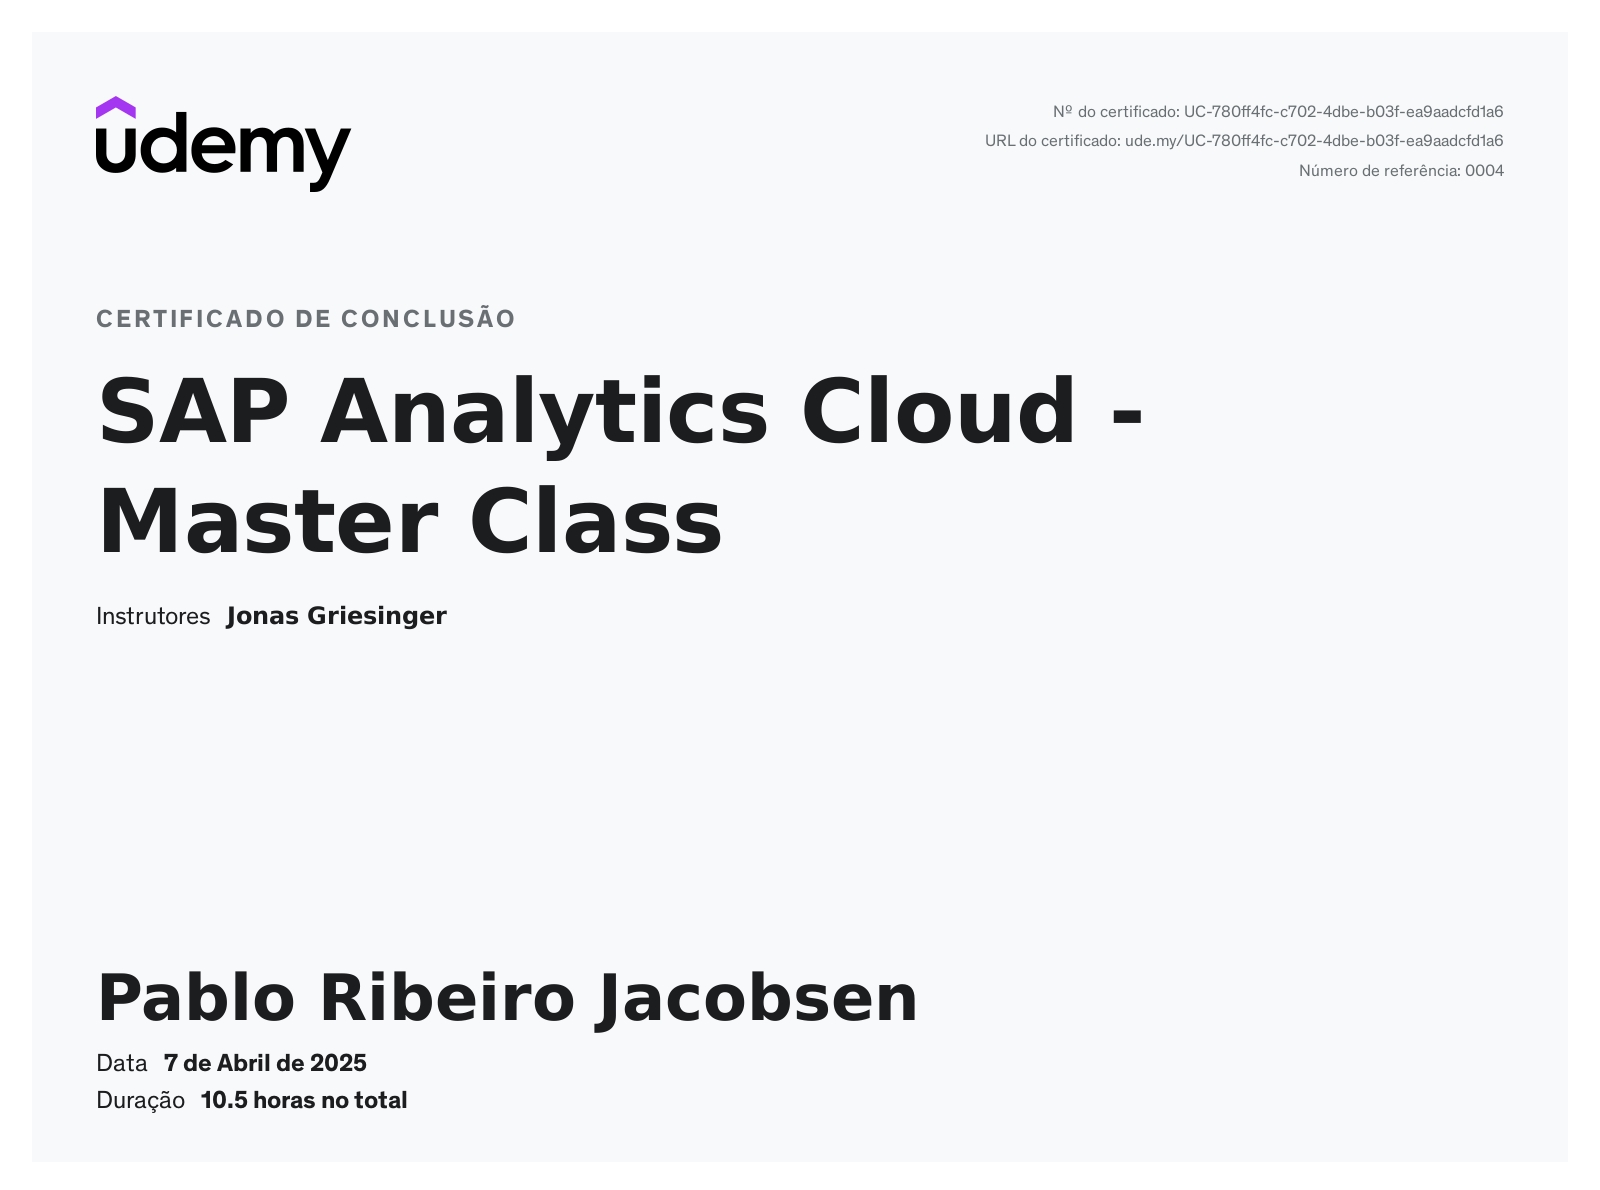 udemy
Nº do certificado: UC-780ff4fc-c702-4dbe-b03f-ea9aadcfd1a6
URL do certificado: ude.my/UC-780ff4fc-c702-4dbe-b03f-ea9aadcfd1a6
Número de referência: 0004
CERTIFICADO DE CONCLUSÃO
SAP Analytics Cloud -
Master Class
Instrutores Jonas Griesinger
Pablo Ribeiro Jacobsen
Data 7 de Abril de 2025
Duração 10.5 horas no total